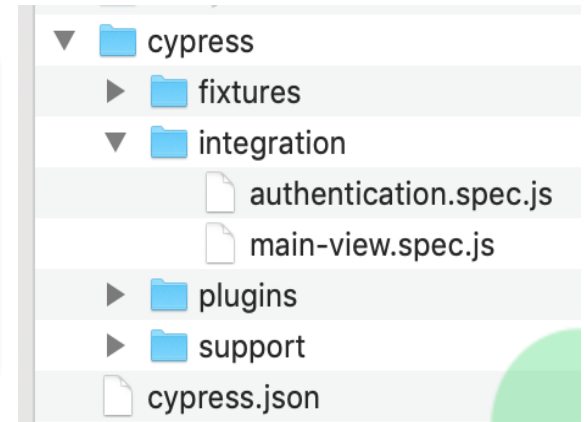 cypress
fixtures
integration
authentication.spec.js
main-view.spec.js
plugins
support
cypress.json